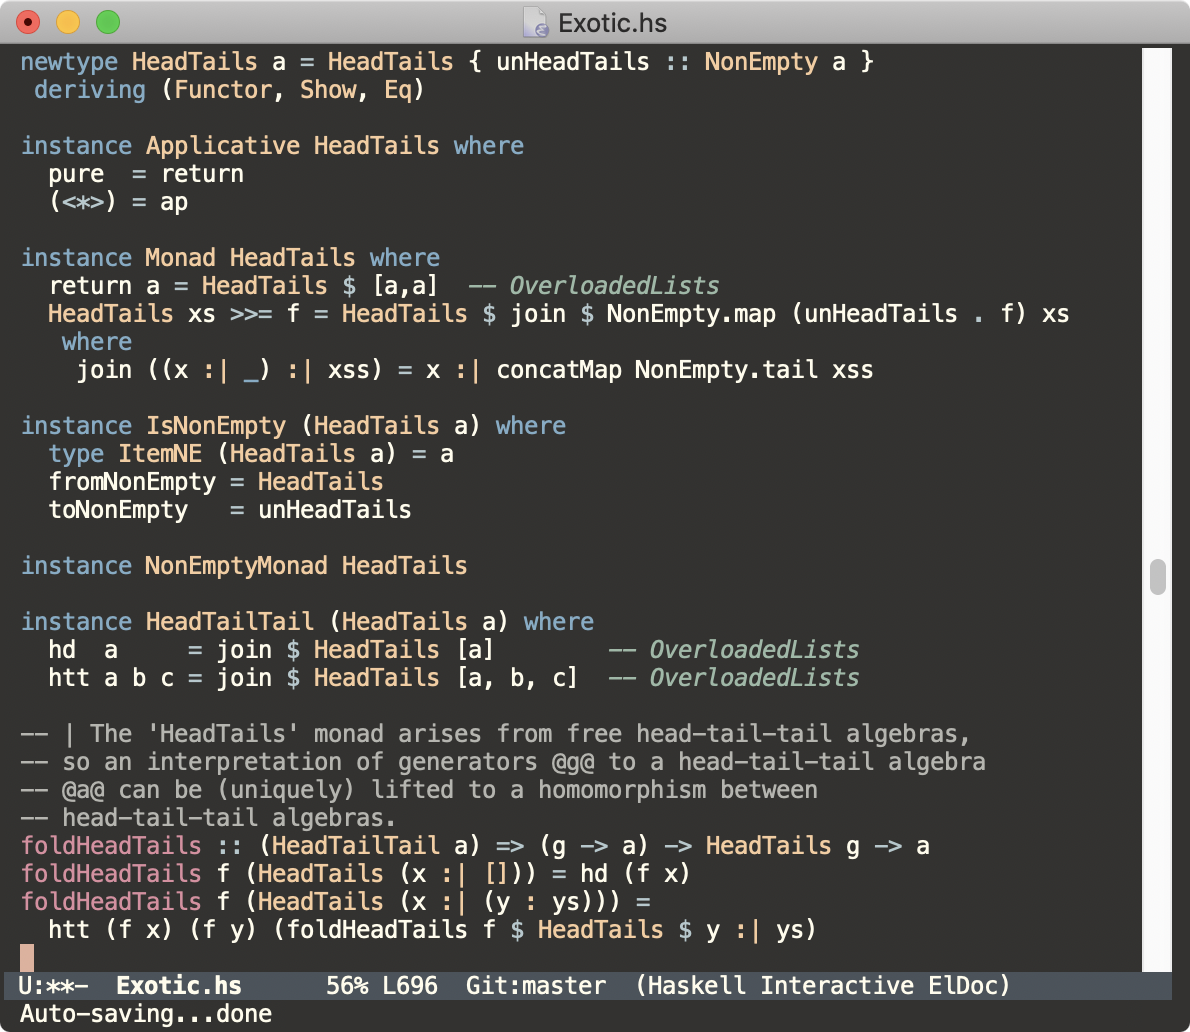 Exotic.hs
newtype HeadTails a = HeadTails { unHeadTails :: NonEmpty a }
 deriving (Functor, Show, Eq)

instance Applicative HeadTails where
  pure  = return
  (<*>) = ap

instance Monad HeadTails where
  return a = HeadTails $ [a,a]  -- OverloadedLists
  HeadTails xs >>= f = HeadTails $ join $ NonEmpty.map (unHeadTails . f) xs
   where
    join ((x :| _) :| xss) = x :| concatMap NonEmpty.tail xss

instance IsNonEmpty (HeadTails a) where
  type ItemNE (HeadTails a) = a
  fromNonEmpty = HeadTails
  toNonEmpty   = unHeadTails

instance NonEmptyMonad HeadTails

instance HeadTailTail (HeadTails a) where
  hd  a     = join $ HeadTails [a]        -- OverloadedLists
  htt a b c = join $ HeadTails [a, b, c]  -- OverloadedLists

-- | The 'HeadTails' monad arises from free head-tail-tail algebras,
-- so an interpretation of generators @g@ to a head-tail-tail algebra
-- @a@ can be (uniquely) lifted to a homomorphism between
-- head-tail-tail algebras.
foldHeadTails :: (HeadTailTail a) => (g -> a) -> HeadTails g -> a
foldHeadTails f (HeadTails (x :| [])) = hd (f x)
foldHeadTails f (HeadTails (x :| (y : ys))) =
  htt (f x) (f y) (foldHeadTails f $ HeadTails $ y :| ys)

U:**-  Exotic.hs      56% L696  Git:master  (Haskell Interactive ElDoc)
Auto-saving...done